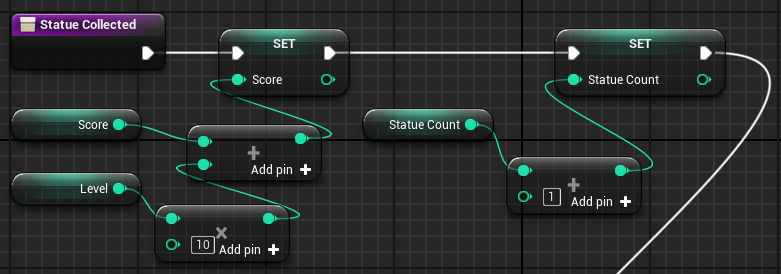 Statue Collected
SET
Score
SET
Statue Count
Score
+
Add pin +
Level
×
10
Add pin +
Statue Count
+
1
Add pin +